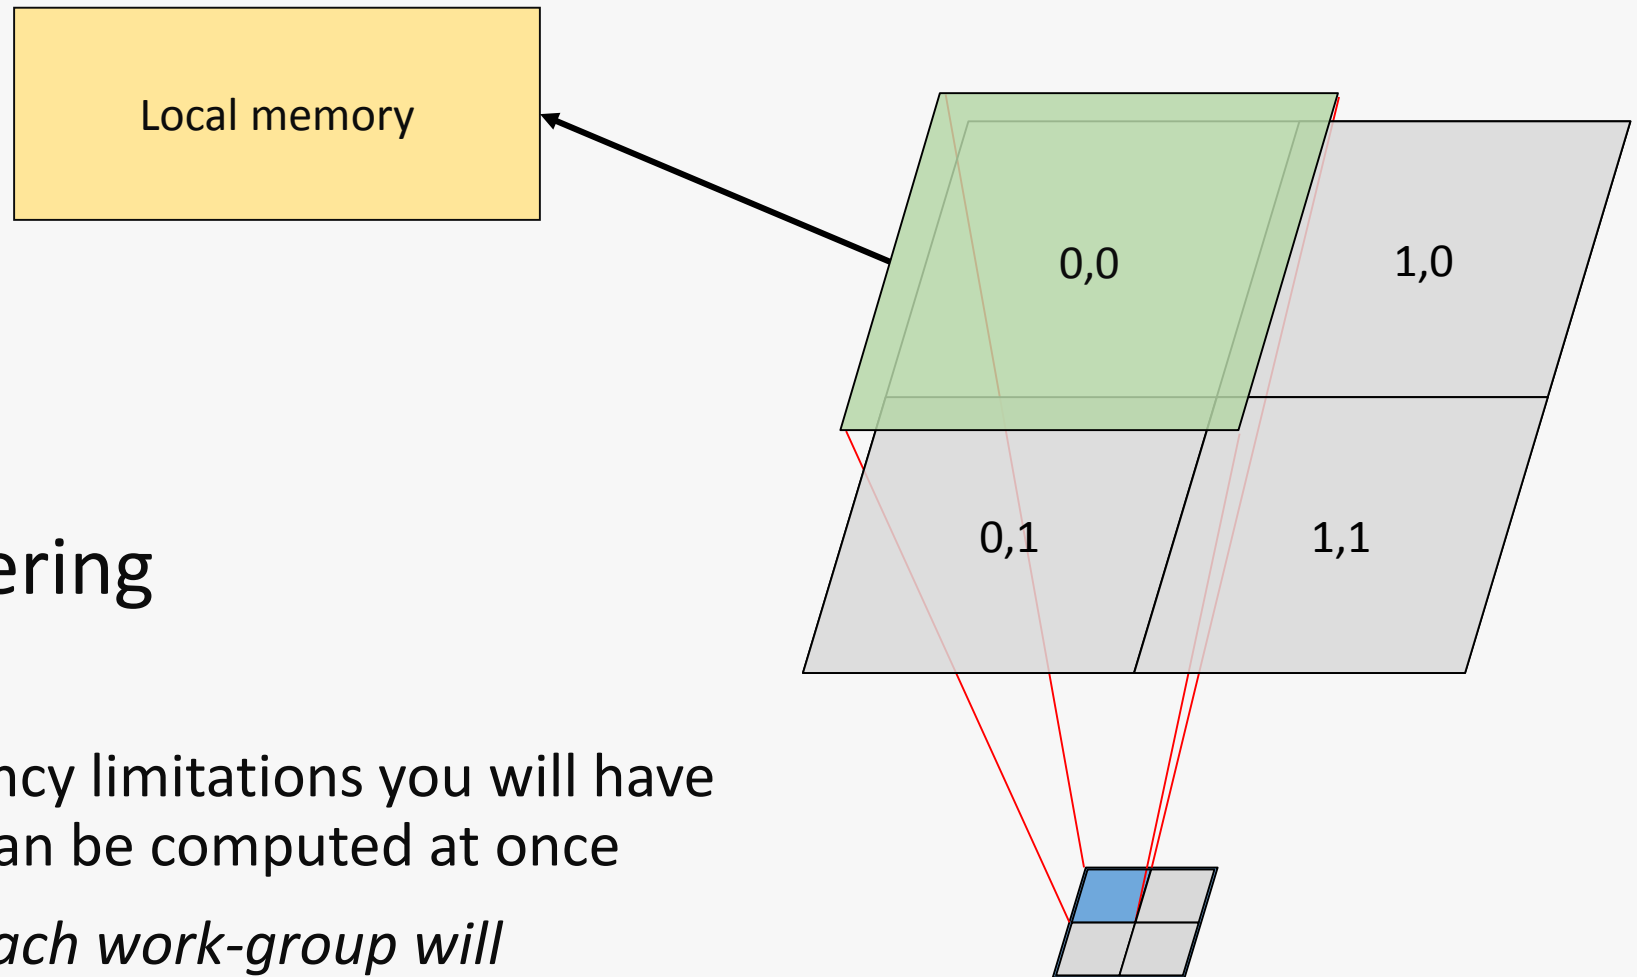 Local memory
0,0
1,0
0,1
1,1
ering
ncy limitations you will have
an be computed at once
ach work-group will